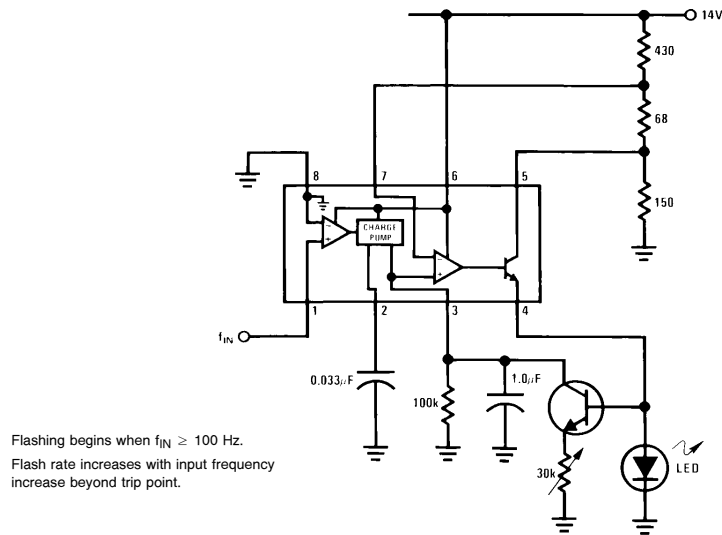 14V
430
68
150
8 7 6 5
CHARGE
PUMP
1 2 3 4
fIN
0.033μF
100k
1.0μF
30k
LED
Flashing begins when fIN ≥ 100 Hz.
Flash rate increases with input frequency
increase beyond trip point.